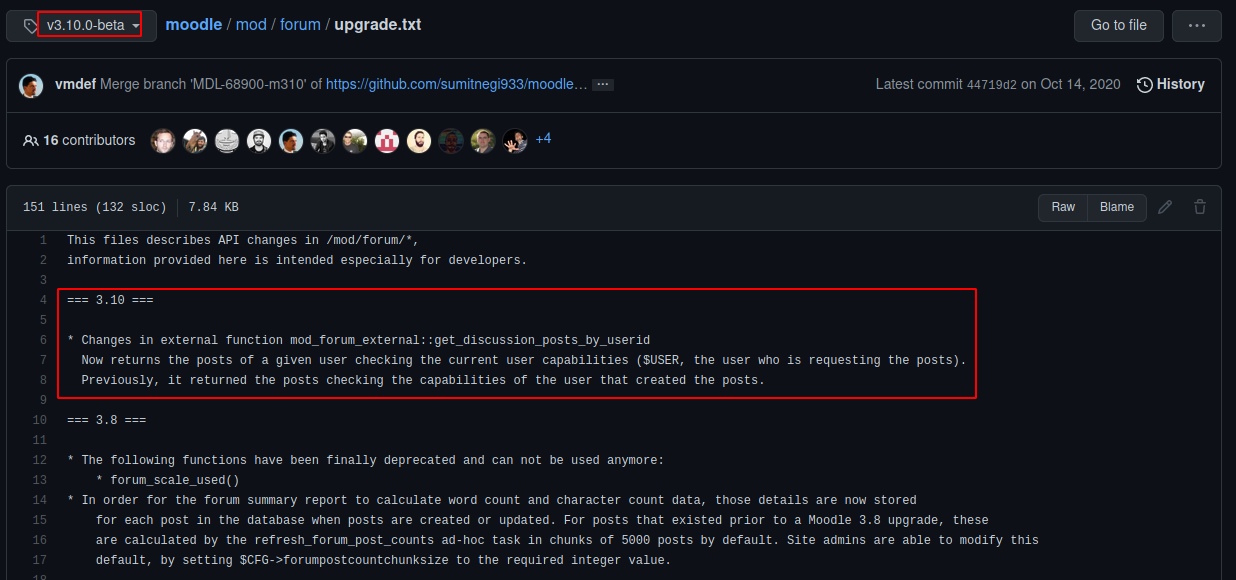 v3.10.0-beta moodle / mod / forum / upgrade.txt Go to file ...
vmdef Merge branch 'MDL-68900-m310' of https://github.com/sumitnegi933/moodle… ... Latest commit 44719d2 on Oct 14, 2020 History
16 contributors +4
151 lines (132 sloc) 7.84 KB Raw Blame
1 This files describes API changes in /mod/forum/*,
2 information provided here is intended especially for developers.
3
4 === 3.10 ===
5
6 * Changes in external function mod_forum_external::get_discussion_posts_by_userid
7 Now returns the posts of a given user checking the current user capabilities ($USER, the user who is requesting the posts).
8 Previously, it returned the posts checking the capabilities of the user that created the posts.
9
10 === 3.8 ===
11
12 * The following functions have been finally deprecated and can not be used anymore:
13 * forum_scale_used()
14 * In order for the forum summary report to calculate word count and character count data, those details are now stored
15 for each post in the database when posts are created or updated. For posts that existed prior to a Moodle 3.8 upgrade, these
16 are calculated by the refresh_forum_post_counts ad-hoc task in chunks of 5000 posts by default. Site admins are able to modify this
17 default, by setting $CFG->forumpostcountchunksize to the required integer value.
18